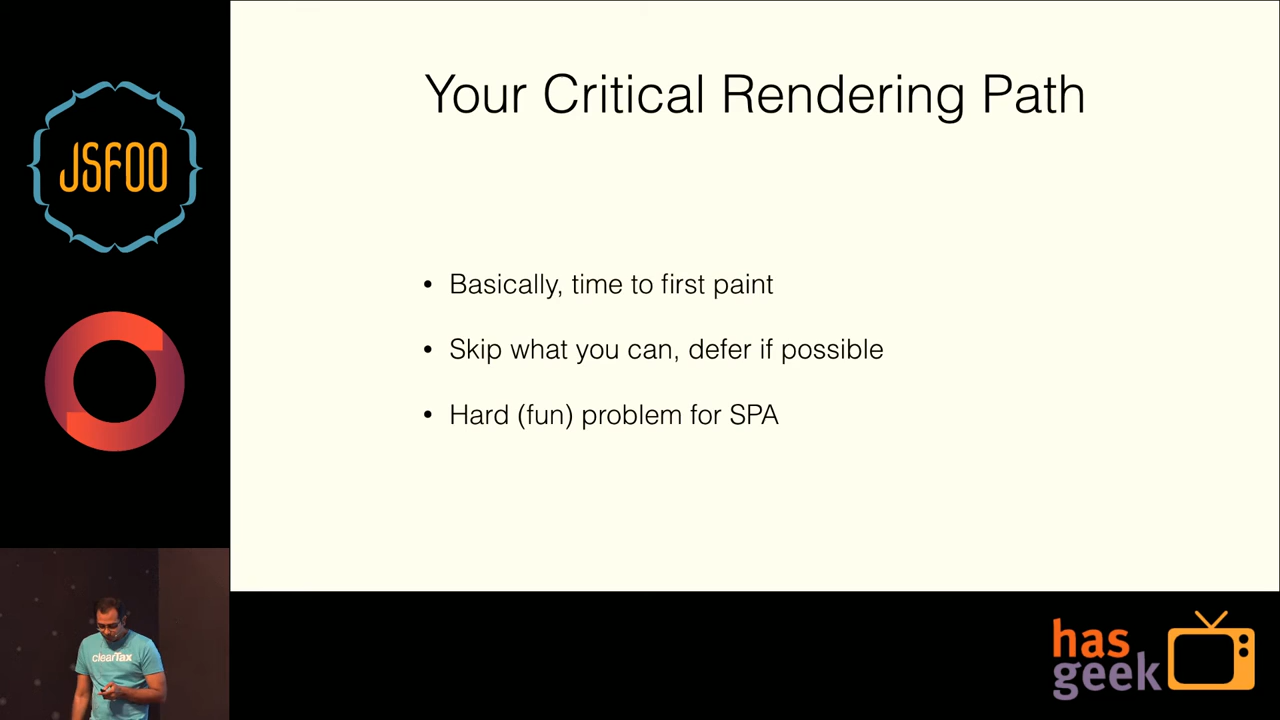 JSFOO
Your Critical Rendering Path
• Basically, time to first paint
• Skip what you can, defer if possible
• Hard (fun) problem for SPA
clearTax
has
geek